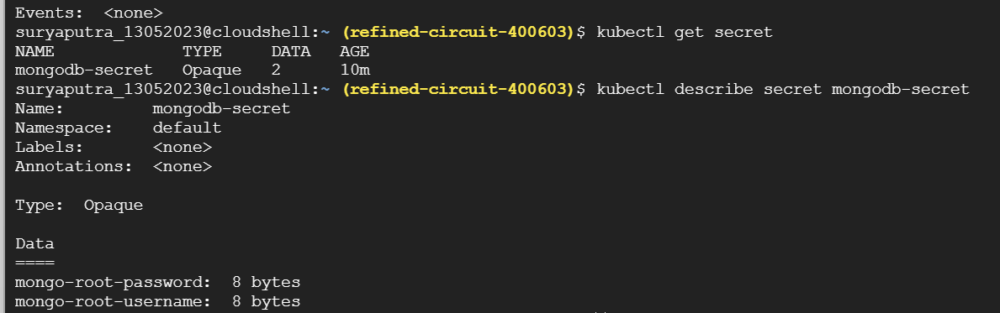 Events:  <none>
suryaputra_13052023@cloudshell:~ (refined-circuit-400603)$ kubectl get secret
NAME             TYPE     DATA   AGE
mongodb-secret   Opaque   2      10m
suryaputra_13052023@cloudshell:~ (refined-circuit-400603)$ kubectl describe secret mongodb-secret
Name:         mongodb-secret
Namespace:    default
Labels:       <none>
Annotations:  <none>
Type:  Opaque
Data
====
mongo-root-password:  8 bytes
mongo-root-username:  8 bytes